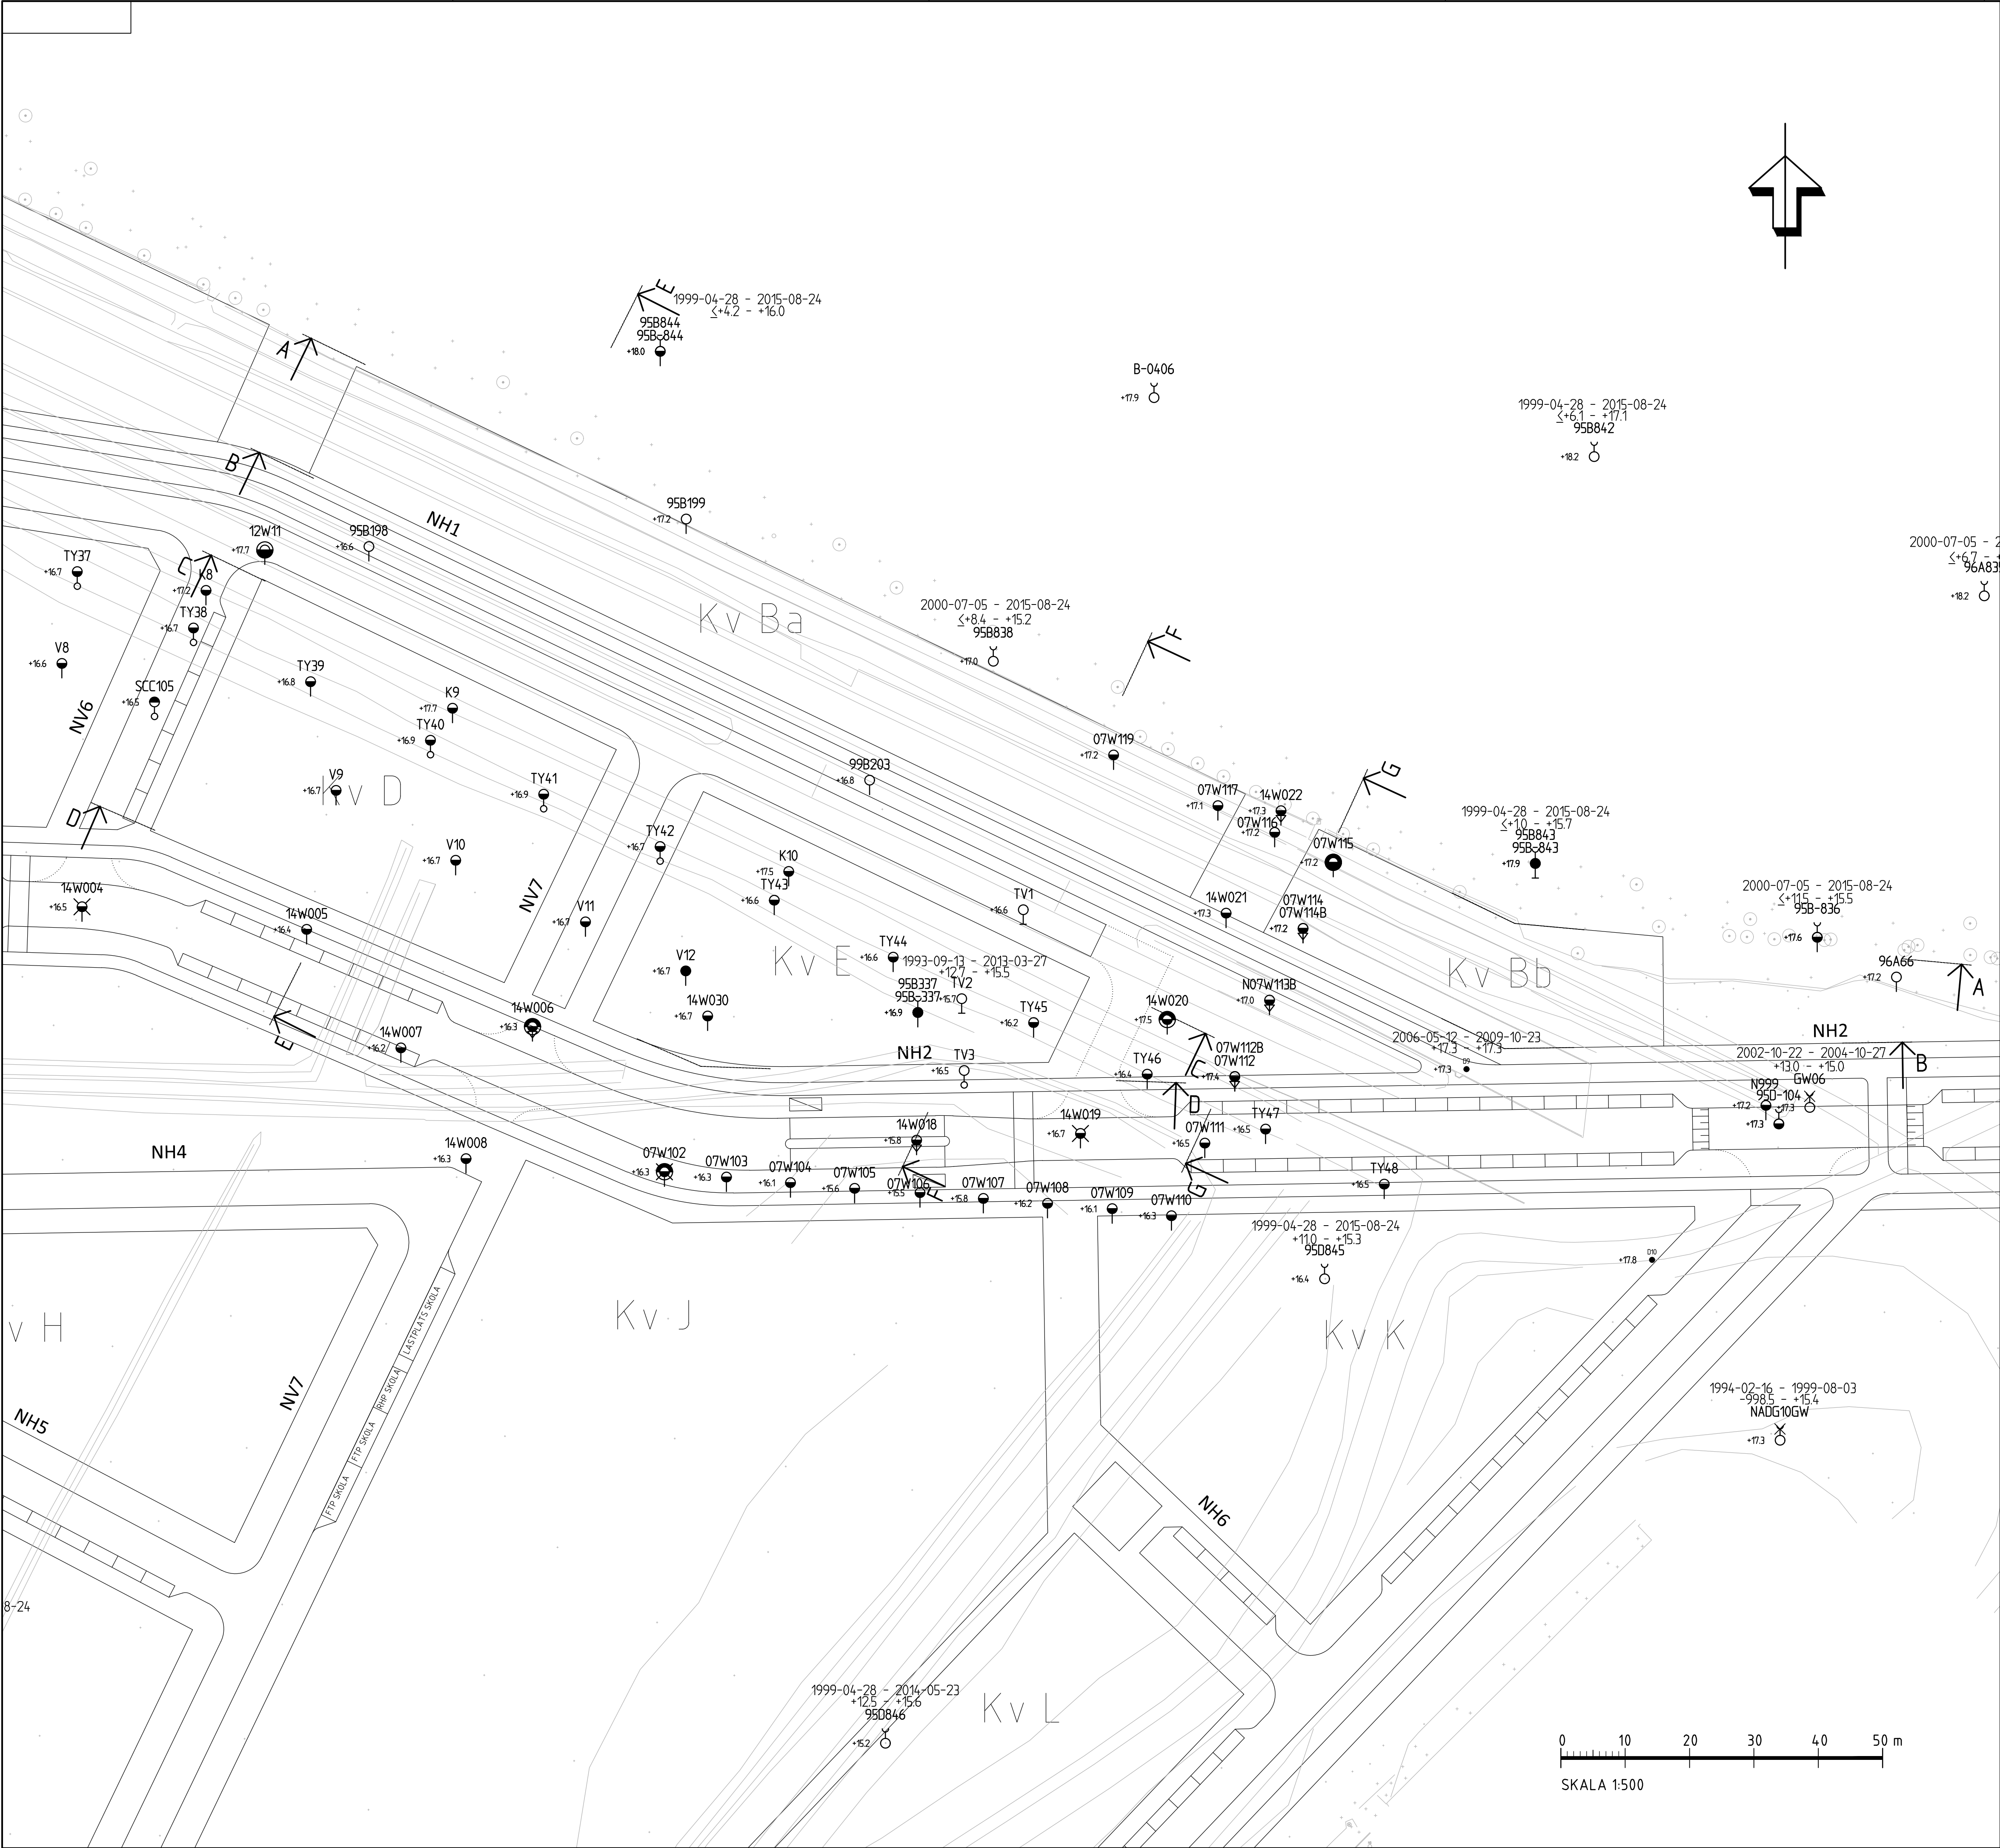 E
1999-04-28 - 2015-08-24
≤+4.2 - +16.0
95B844
95B-844
+18.0
A
B-0406
+17.9
1999-04-28 - 2015-08-24
≤+6.1 - +17.1
95B842
+18.2
B
NH1
95B199
+17.2
12W11
+17.7
95B198
+16.6
2000-07-05 - 2
≤+6.7 - +
96A83
+18.2
TY37
+16.7
C
K8
+17.2
TY38
+16.7
Kv Ba
2000-07-05 - 2015-08-24
≤+8.4 - +15.2
95B838
+17.0
F
V8
+16.6
TY39
+16.8
SCC105
+16.5
NV6
K9
+17.7
TY40
+16.9
07W119
+17.2
V9
+16.7
Kv D
TY41
+16.9
99B203
+16.8
G
07W117
+17.1
14W022
+17.3
07W116
+17.2
D
1999-04-28 - 2015-08-24
≤+1.0 - +15.7
95B843
95B-843
+17.9
TY42
+16.7
V10
+16.7
K10
+17.5
07W115
+17.2
14W004
+16.5
NV7
TY43
+16.6
TV1
+16.6
14W021
+17.3
07W114
07W114B
+17.2
2000-07-05 - 2015-08-24
≤+11.5 - +15.5
95B-836
+17.6
14W005
+16.4
V11
+16.7
V12
+16.7
Kv E
TY44
+16.6
1993-09-13 - 2013-03-27
+12.7 - +15.5
95B337
95B-337
+16.9
TV2
+15.7
Kv Bb
96A66
+17.2
A
N07W113B
+17.0
14W006
+16.3
14W030
+16.7
TY45
+16.2
14W020
+17.5
E
14W007
+16.2
NH2
TV3
+16.5
TY46
+16.4
C
07W112B
07W112
+17.4
2006-05-12 - 2009-10-23
+17.3 - +17.3
D9
+17.3
NH2
2002-10-22 - 2004-10-27
+13.0 - +15.0
B
N999
+17.2
GW06
+17.3
95D-104
+17.3
D
NH4
14W008
+16.3
07W102
+16.3
14W018
+15.8
14W019
+16.7
07W111
+16.5
TY47
+16.5
07W103
+16.3
07W104
+16.1
07W105
+15.6
07W106
+15.5
F
07W107
+15.8
07W108
+16.2
07W109
+16.1
07W110
+16.3
G
TY48
+16.5
1999-04-28 - 2015-08-24
+11.0 - +15.3
95D845
+16.4
D10
+17.8
v H
Kv J
Kv K
LASTPLATS SKOLA
RHP SKOLA
FTP SKOLA
FTP SKOLA
NV7
NH5
1994-02-16 - 1999-08-03
-998.5 - +15.4
NADG10GW
+17.3
NH6
8-24
1999-04-28 - 2014-05-23
+12.5 - +15.6
95D846
+15.2
Kv L
0 10 20 30 40 50 m
SKALA 1:500